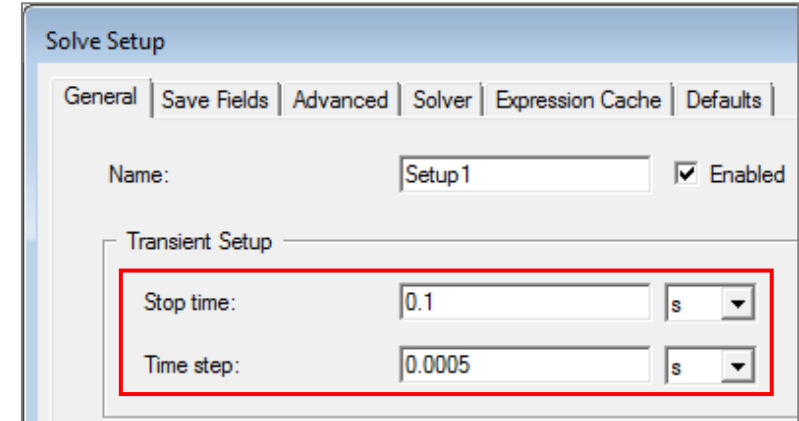 Solve Setup
General Save Fields Advanced Solver Expression Cache Defaults
Name: Setup1 Enabled
Transient Setup
Stop time: 0.1 s
Time step: 0.0005 s